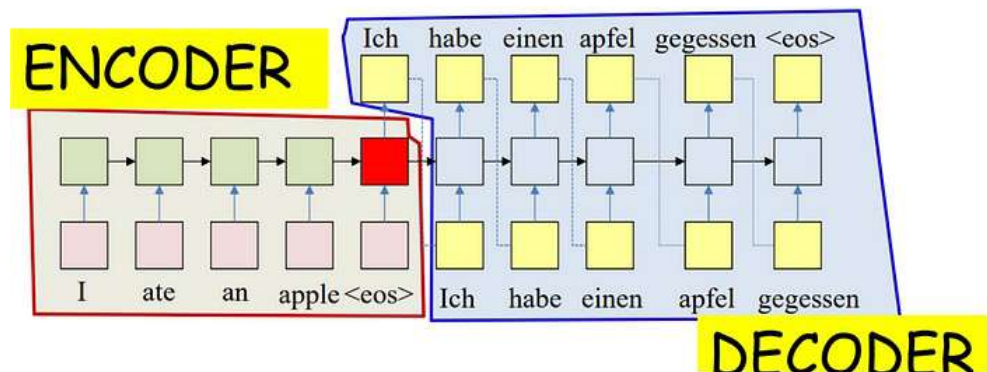 ENCODER
Ich habe einen apfel gegessen <eos>
I ate an apple <eos>
Ich habe einen apfel gegessen
DECODER